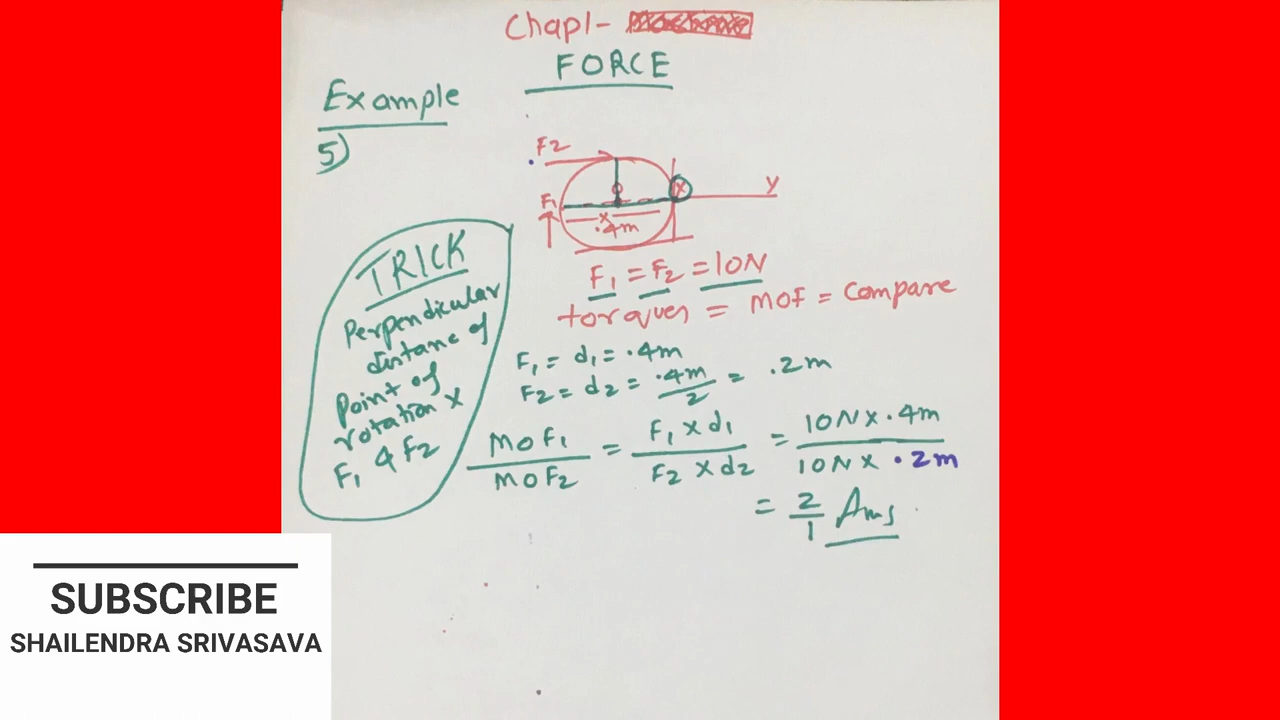 Chap1-
FORCE
Example
5)
F2
F1
O
X
Y
x
.4m
F1 = F2 = 10N
torques = MOF = Compare
TRICK
Perpendicular
distanc of
Point of
rotation X
F1 & F2
F1 = d1 = .4m
F2 = d2 = .4m/2 = .2m
MOF1/MOF2 = F1 x d1/F2 x d2 = 10N x .4m/10N x .2m
= 2/1 Ans
SUBSCRIBE
SHAILENDRA SRIVASAVA